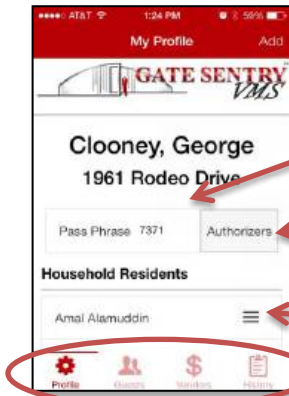 AT&T 1:24 PM 59%
My Profile Add
GATE SENTRY
VMS
Clooney, George
1961 Rodeo Drive
Pass Phrase 7371 Authorizers
Household Residents
Amal Alamuddin
Profile Guests Vendors History